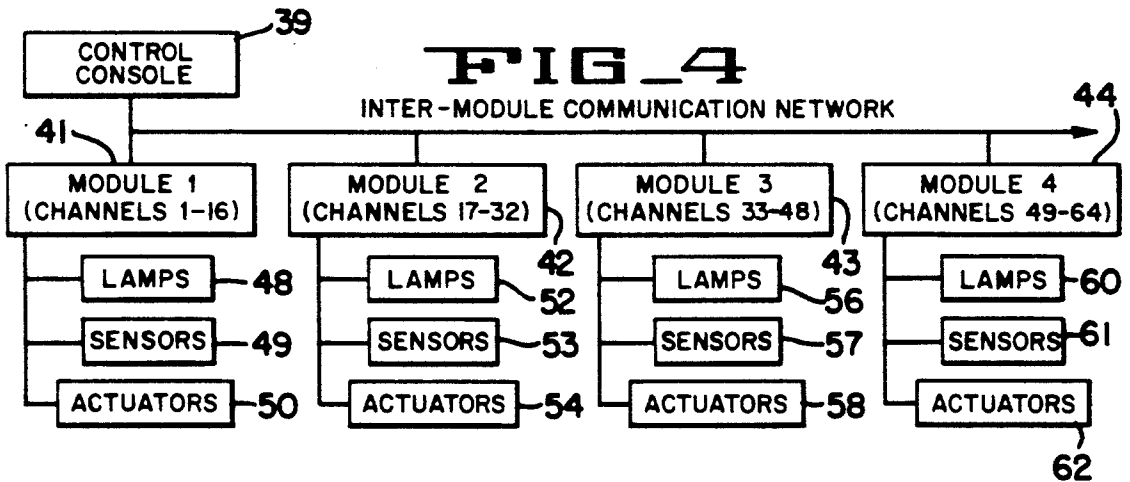 39
CONTROL
CONSOLE
FIG_4
INTER-MODULE COMMUNICATION NETWORK
44
41
MODULE 1
(CHANNELS 1-16)
MODULE 2
(CHANNELS 17-32)
MODULE 3
(CHANNELS 33-48)
MODULE 4
(CHANNELS 49-64)
42
43
LAMPS 48
LAMPS 52
LAMPS 56
LAMPS 60
SENSORS 49
SENSORS 53
SENSORS 57
SENSORS 61
ACTUATORS 50
ACTUATORS 54
ACTUATORS 58
ACTUATORS
62